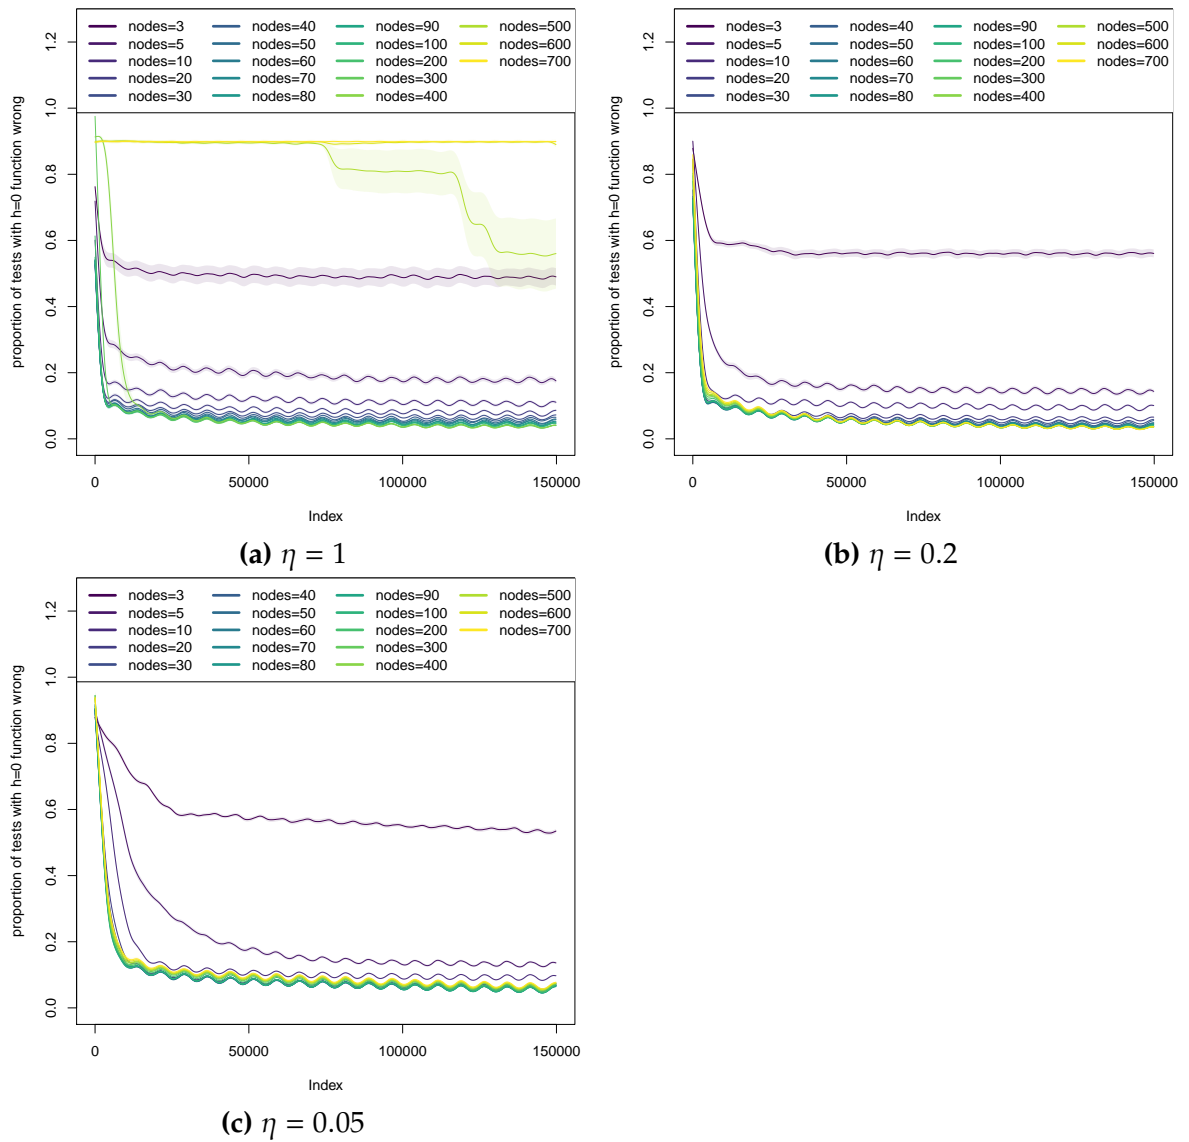 proportion of tests with h=0 function wrong
1.2
1.0
0.8
0.6
0.4
0.2
0.0
nodes=3 nodes=40 nodes=90 nodes=500
nodes=5 nodes=50 nodes=100 nodes=600
nodes=10 nodes=60 nodes=200 nodes=700
nodes=20 nodes=70 nodes=300
nodes=30 nodes=80 nodes=400
0 50000 100000 150000
Index
(a) η = 1
proportion of tests with h=0 function wrong
1.2
1.0
0.8
0.6
0.4
0.2
0.0
nodes=3 nodes=40 nodes=90 nodes=500
nodes=5 nodes=50 nodes=100 nodes=600
nodes=10 nodes=60 nodes=200 nodes=700
nodes=20 nodes=70 nodes=300
nodes=30 nodes=80 nodes=400
0 50000 100000 150000
Index
(b) η = 0.2
proportion of tests with h=0 function wrong
1.2
1.0
0.8
0.6
0.4
0.2
0.0
nodes=3 nodes=40 nodes=90 nodes=500
nodes=5 nodes=50 nodes=100 nodes=600
nodes=10 nodes=60 nodes=200 nodes=700
nodes=20 nodes=70 nodes=300
nodes=30 nodes=80 nodes=400
0 50000 100000 150000
Index
(c) η = 0.05